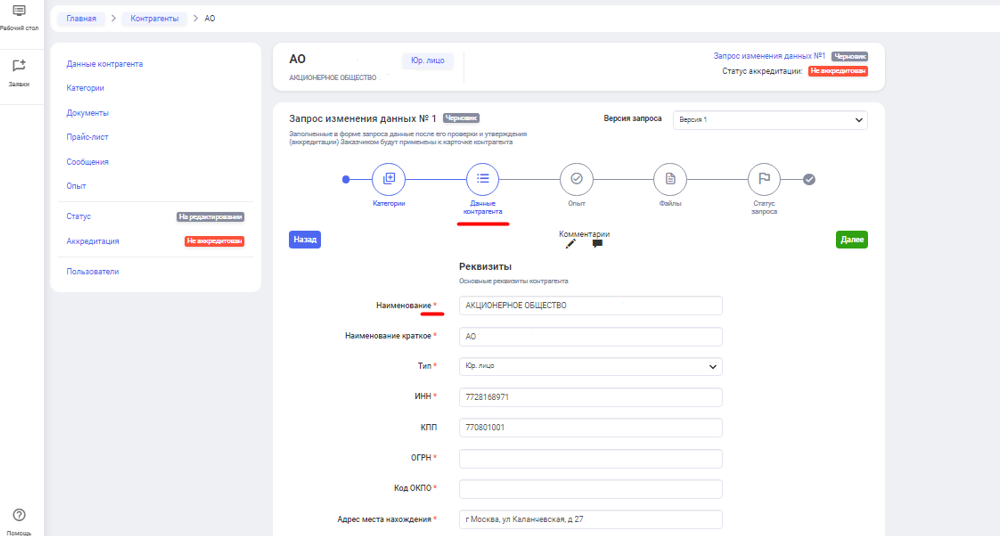 Рабочий стол
Заявки
Помощь
Главная > Контрагенты > АО
Данные контрагента
Категории
Документы
Прайс-лист
Сообщения
Опыт
Статус На редактировании
Аккредитация Не аккредитован
Пользователи
АО Юр. лицо
АКЦИОНЕРНОЕ ОБЩЕСТВО
Запрос изменения данных №1 Черновик
Статус аккредитации: Не аккредитован
Запрос изменения данных № 1 Черновик
Версия запроса Версия 1
Заполненные в форме запроса данные после его проверки и утверждения
(аккредитации) Заказчиком будут применены к карточке контрагента
Категории
Данные
контрагента
Опыт
Файлы
Статус
запроса
Назад
Комментарии
Далее
Реквизиты
Основные реквизиты контрагента
Наименование * АКЦИОНЕРНОЕ ОБЩЕСТВО
Наименование краткое * АО
Тип * Юр. лицо
ИНН * 7728168971
КПП 770801001
ОГРН *
Код ОКПО *
Адрес места нахождения * г Москва, ул Каланчевская, д 27